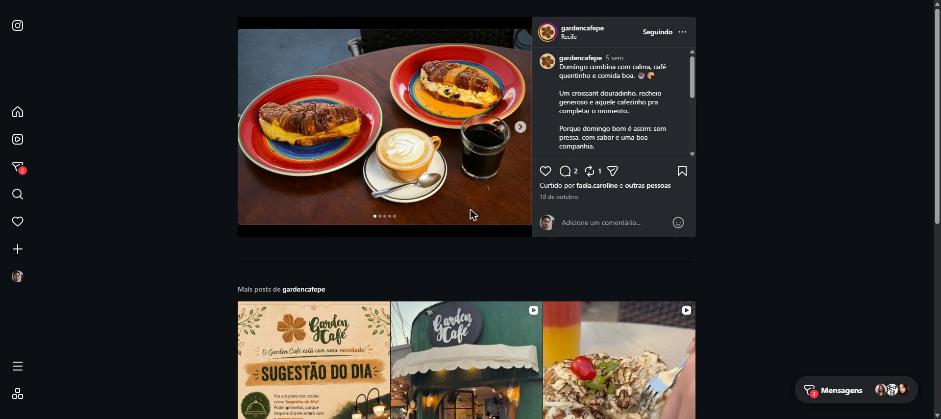 gardencafepe
Recife
Seguindo
gardencafepe 5 sem
Domingo combina com calma, café
quentinho e comida boa.
Um croissant douradinho, recheio
generoso e aquele cafezinho pra
completar o momento.
Porque domingo bom é assim: sem
pressa, com sabor e uma boa
companhia.
2 1
Curtido por faela.caroline e outras pessoas
18 de outubro
Adicione um comentário...
Mais posts de gardencafepe
Garden
Café
O Garden Café está com uma novidade!
SUGESTÃO DO DIA
Garden
Café
2
Mensagens
2